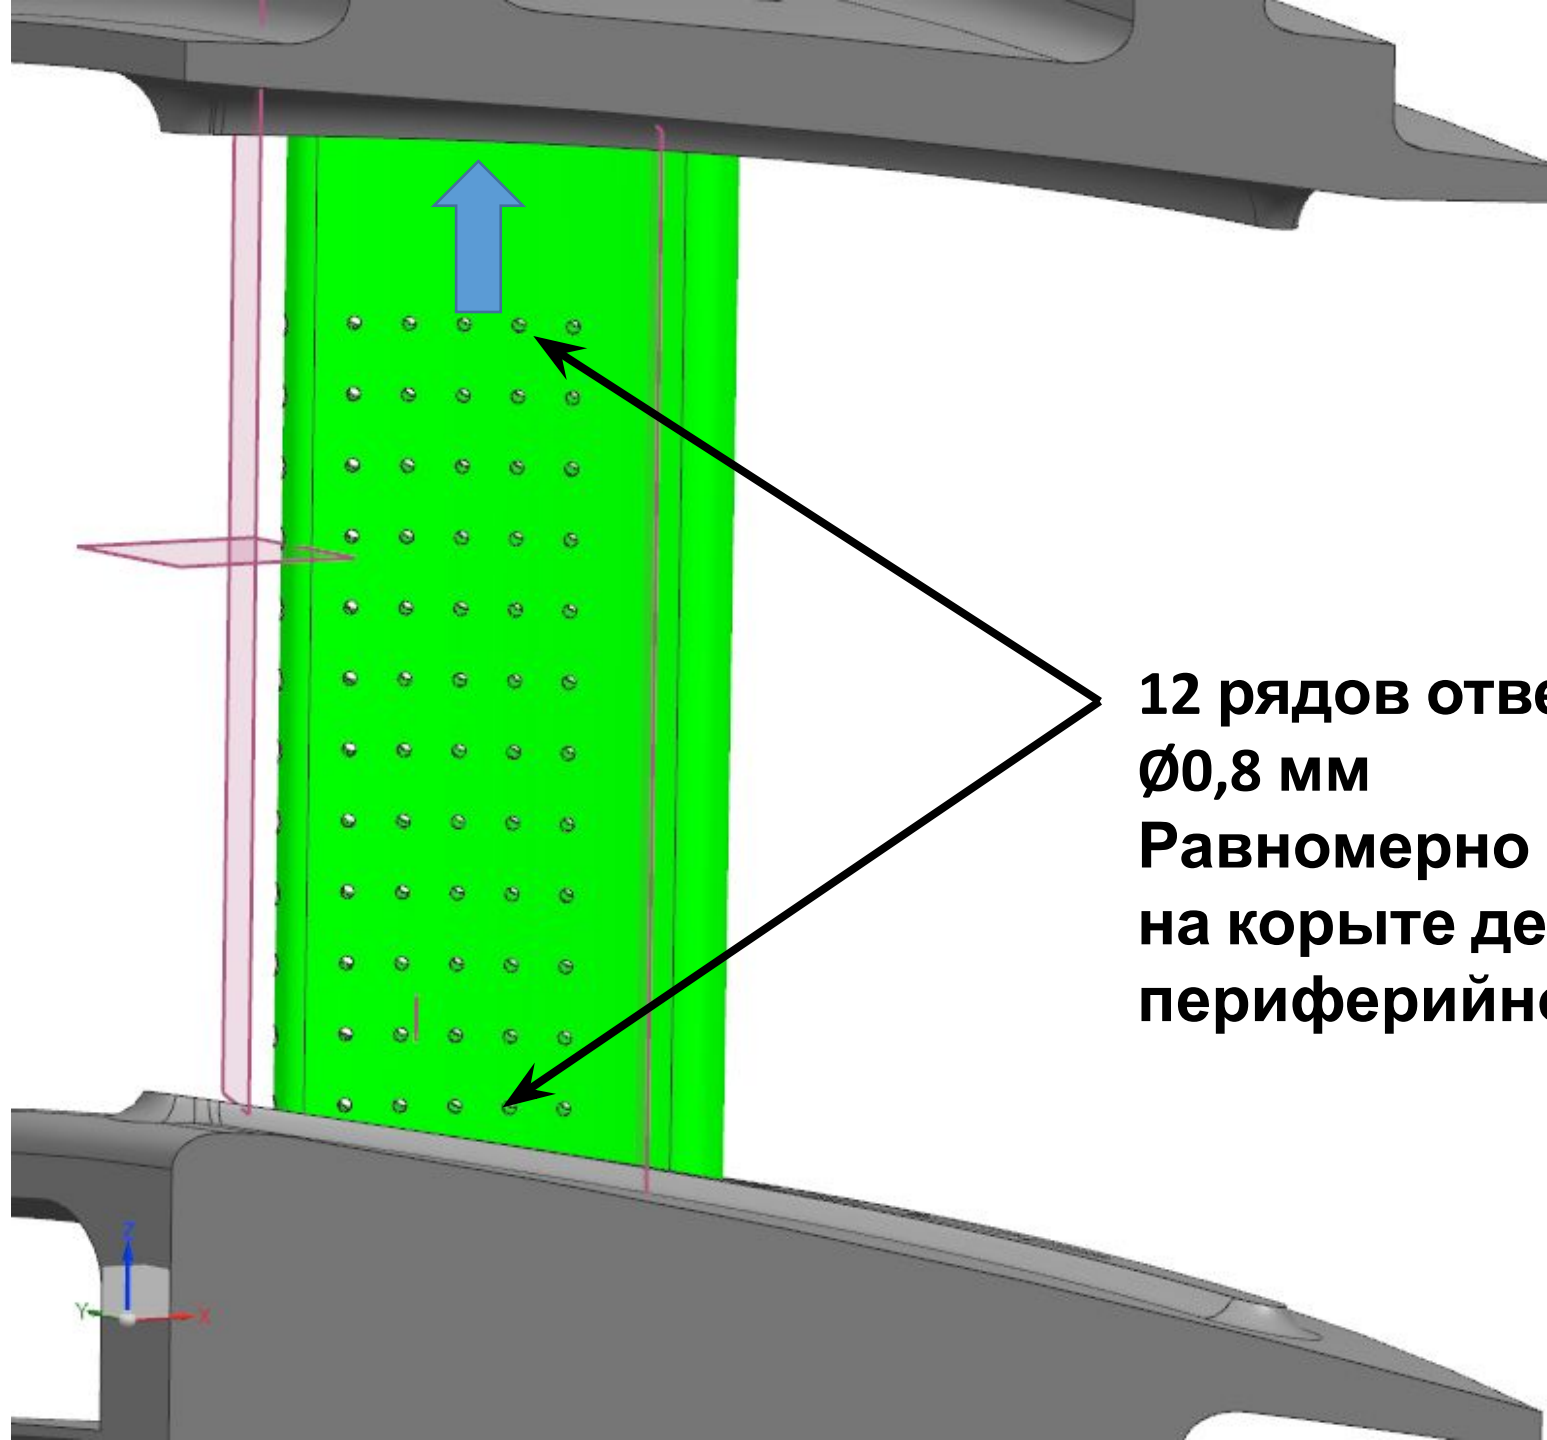 12 рядов отве
Ø0,8 мм
Равномерно
на корыте де
периферийн
Z
Y
X